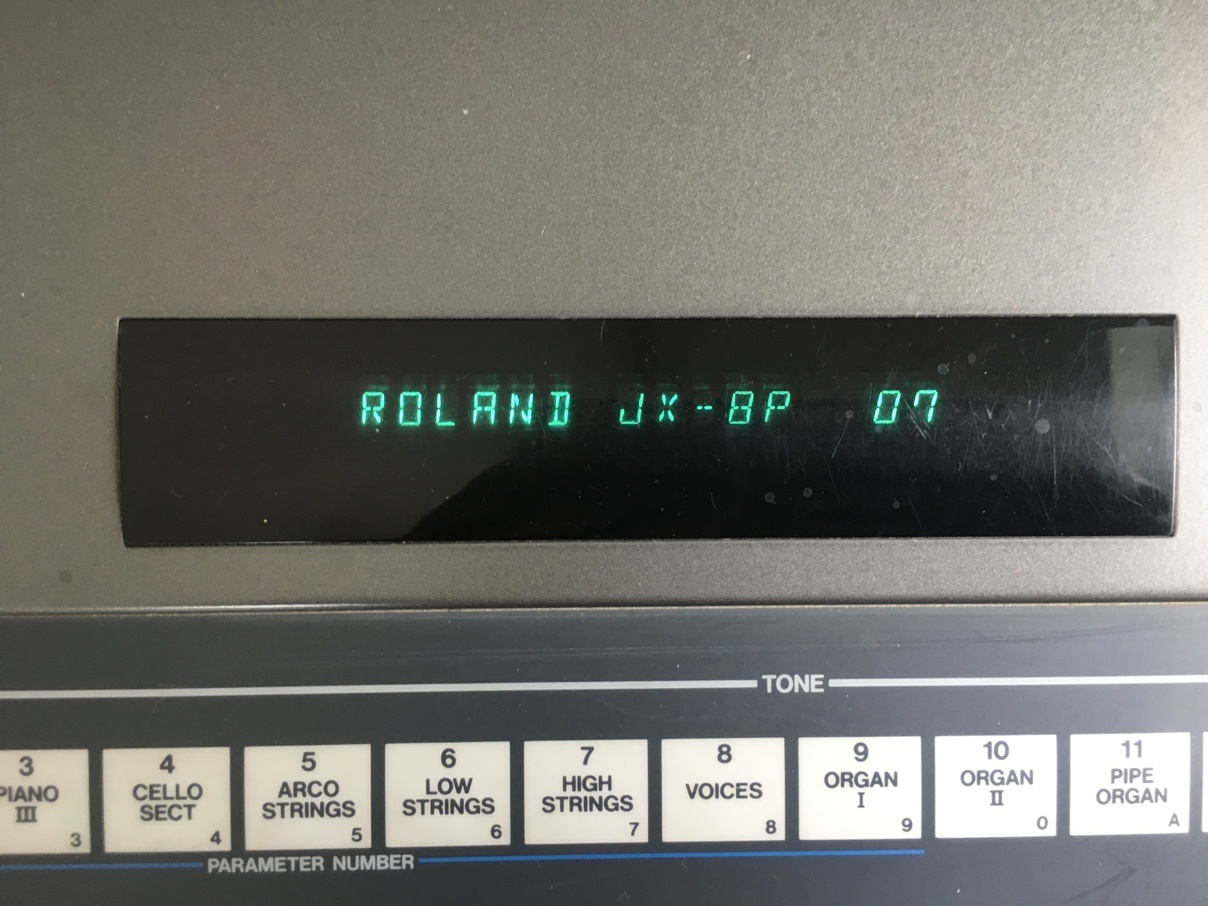 ROLAND JX-8P 07
TONE
3
PIANO
III
3
4
CELLO
SECT
4
5
ARCO
STRINGS
5
6
LOW
STRINGS
6
7
HIGH
STRINGS
7
8
VOICES
8
9
ORGAN
I
9
10
ORGAN
II
0
11
PIPE
ORGAN
A
PARAMETER NUMBER